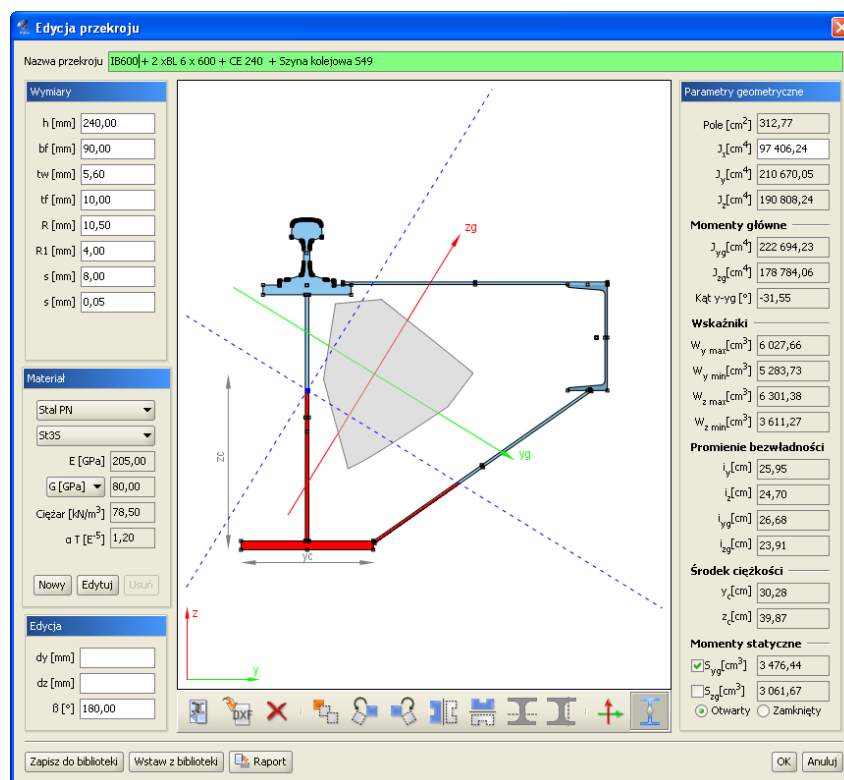 Edycja przekroju
Nazwa przekroju IB600 + 2 xBL 6 x 600 + CE 240 + Szyna kolejowa S49
Wymiary
h [mm] 240,00
bf [mm] 90,00
tw [mm] 5,60
tf [mm] 10,00
R [mm] 10,50
R1 [mm] 4,00
s [mm] 8,00
s [mm] 0,05
Materiał
Stal PN
St3S
E [GPa] 205,00
G [GPa] 80,00
Ciężar [kN/m³] 78,50
α T [E⁻⁵] 1,20
Nowy Edytuj Usuń
Edycja
dy [mm]
dz [mm]
β [°] 180,00
zg
yg
zc
yc
z
y
DXF
Parametry geometryczne
Pole [cm²] 312,77
Jₓ[cm⁴] 97 406,24
Jy[cm⁴] 210 670,05
Jz[cm⁴] 190 808,24
Momenty główne
Jyg[cm⁴] 222 694,23
Jzg[cm⁴] 178 784,06
Kąt y-yg [°] -31,55
Wskaźniki
Wy max[cm³] 6 027,66
Wy min[cm³] 5 283,73
Wz max[cm³] 6 301,38
Wz min[cm³] 3 611,27
Promienie bezwładności
iy[cm] 25,95
iz[cm] 24,70
iyg[cm] 26,68
izg[cm] 23,91
Środek ciężkości
yc[cm] 30,28
zc[cm] 39,87
Momenty statyczne
Syg[cm³] 3 476,44
Szg[cm³] 3 061,67
Otwarty Zamknięty
Zapisz do biblioteki Wstaw z biblioteki Raport OK Anuluj